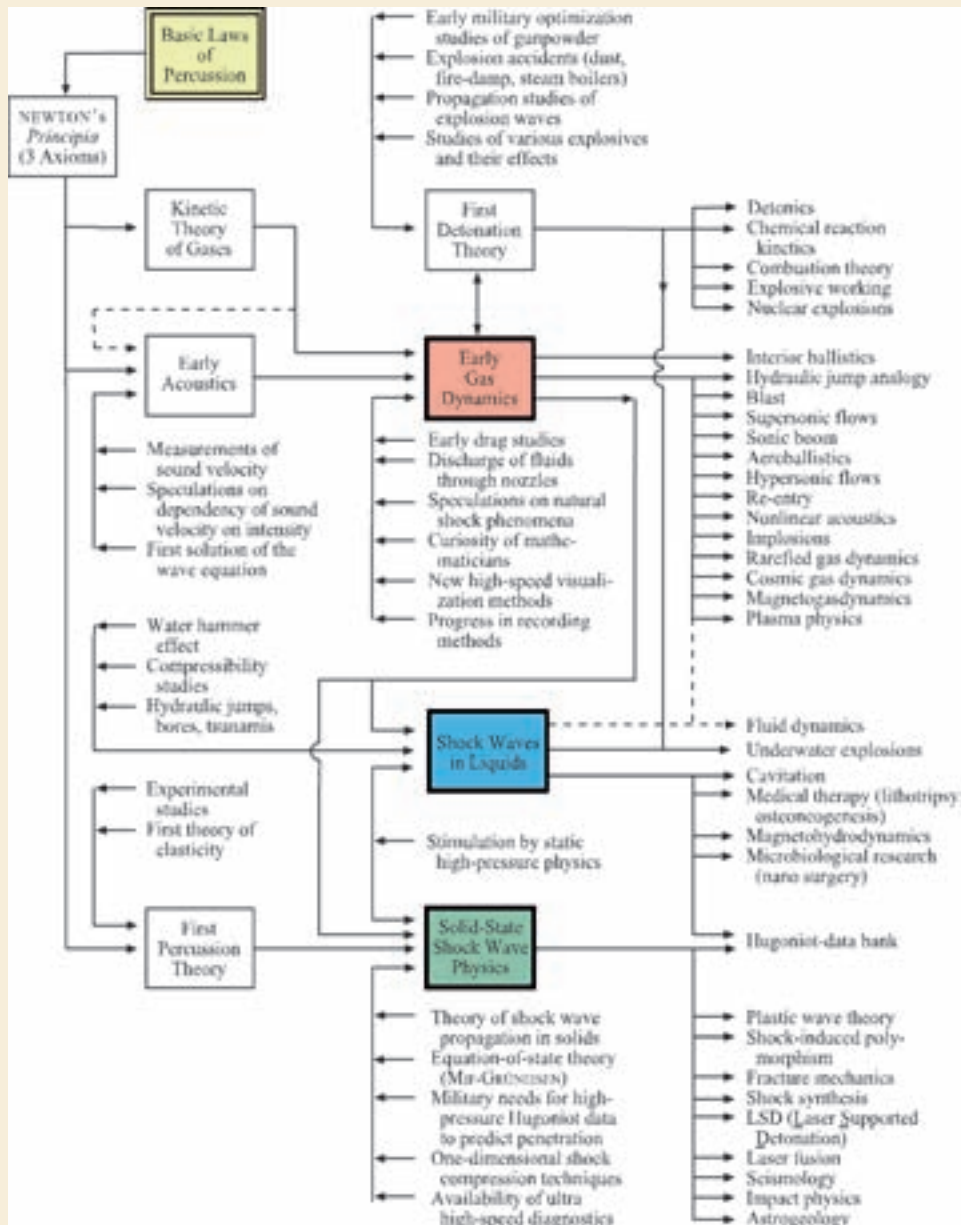 Basic Laws
of
Percussion
NEWTON's
Principia
(3 Axioms)
Early military optimization
studies of gunpowder
Explosion accidents (dust,
fire-damp, steam boilers)
Propagation studies of
explosion waves
Studies of various explosives
and their effects
Kinetic
Theory
of Gases
First
Detonation
Theory
Detonics
Chemical reaction
kinetics
Combustion theory
Explosive working
Nuclear explosions
Early
Acoustics
Early
Gas
Dynamics
Interior ballistics
Hydraulic jump analogy
Blast
Supersonic flows
Sonic boom
Aeroballistics
Hypersonic flows
Re-entry
Nonlinear acoustics
Implosions
Rarefied gas dynamics
Cosmic gas dynamics
Magnetogasdynamics
Plasma physics
Measurements of
sound velocity
Speculations on
dependency of sound
velocity on intensity
First solution of the
wave equation
Early drag studies
Discharge of fluids
through nozzles
Speculations on natural
shock phenomena
Curiosity of mathe-
maticians
New high-speed visuali-
zation methods
Progress in recording
methods
Water hammer
effect
Compressibility
studies
Hydraulic jumps,
bores, tsunamis
Shock Waves
in Liquids
Fluid dynamics
Underwater explosions
Cavitation
Medical therapy (lithotripsy
osteoneogenesis)
Magnetohydrodynamics
Microbiological research
(nano surgery)
Experimental
studies
First theory of
elasticity
Stimulation by static
high-pressure physics
First
Percussion
Theory
Solid-State
Shock Wave
Physics
Hugoniot-data bank
Theory of shock wave
propagation in solids
Equation-of-state theory
(MIE-GRÜNEISEN)
Military needs for high-
pressure Hugoniot data
to predict penetration
One-dimensional shock
compression techniques
Availability of ultra
high-speed diagnostics
Plastic wave theory
Shock-induced poly-
morphism
Fracture mechanics
Shock synthesis
LSD (Laser Supported
Detonation)
Laser fusion
Seismology
Impact physics
Astrogeology